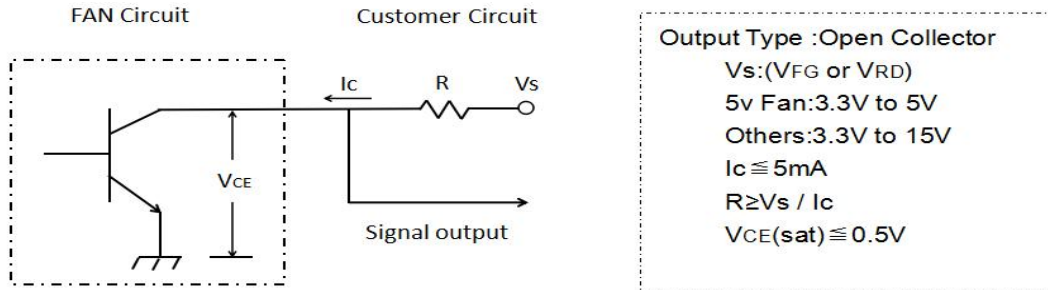 FAN Circuit
Customer Circuit
Ic
R
Vs
VCE
Signal output
Output Type :Open Collector
Vs:(VFG or VRD)
5v Fan:3.3V to 5V
Others:3.3V to 15V
Ic≦5mA
R≥Vs / Ic
VCE(sat)≦0.5V